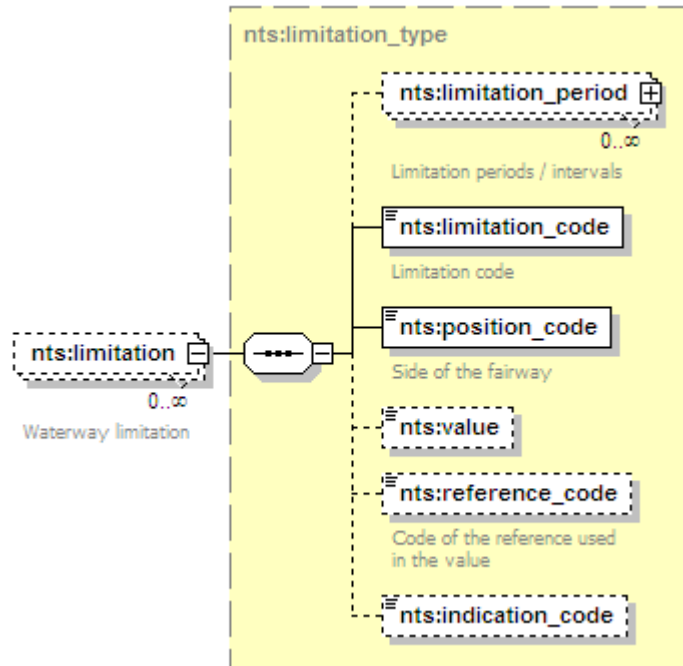 nts:limitation_type
nts:limitation_period
0..∞
Limitation periods / intervals
nts:limitation_code
Limitation code
nts:position_code
Side of the fairway
nts:limitation
0..∞
Waterway limitation
nts:value
nts:reference_code
Code of the reference used
in the value
nts:indication_code